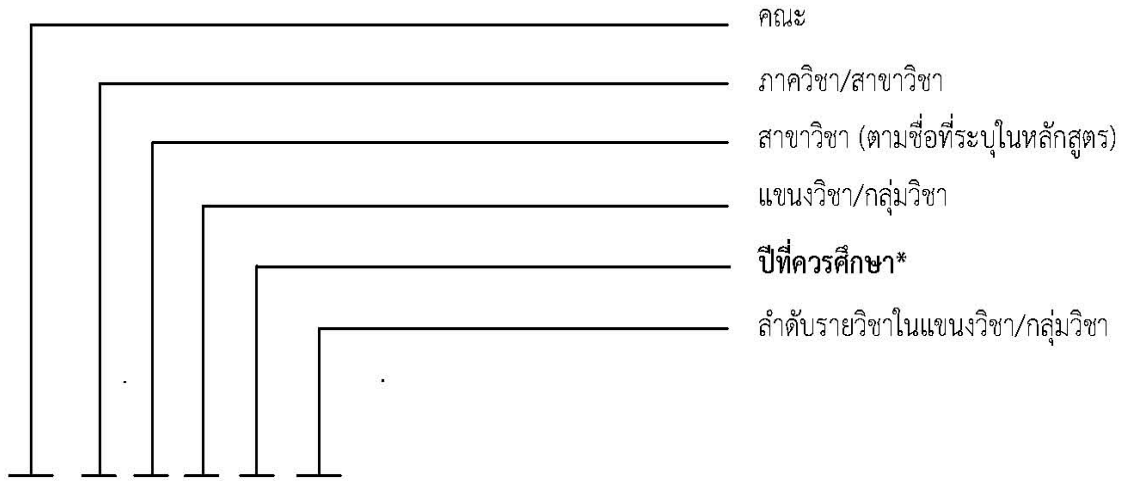 คณะ
ภาควิชา/สาขาวิชา
สาขาวิชา (ตามชื่อที่ระบุในหลักสูตร)
แขนงวิชา/กลุ่มวิชา
ปีที่ควรศึกษา*
ลำดับรายวิชาในแขนงวิชา/กลุ่มวิชา